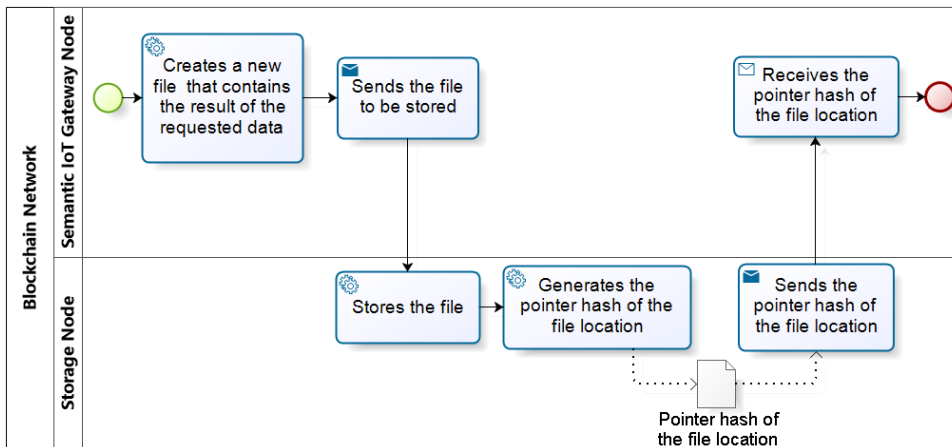 Blockchain Network
Semantic IoT Gateway Node
Creates a new
file that contains
the result of the
requested data
Sends the file
to be stored
Receives the
pointer hash of
the file location
Storage Node
Stores the file
Generates the
pointer hash of the
file location
Sends the
pointer hash of
the file location
Pointer hash of
the file location